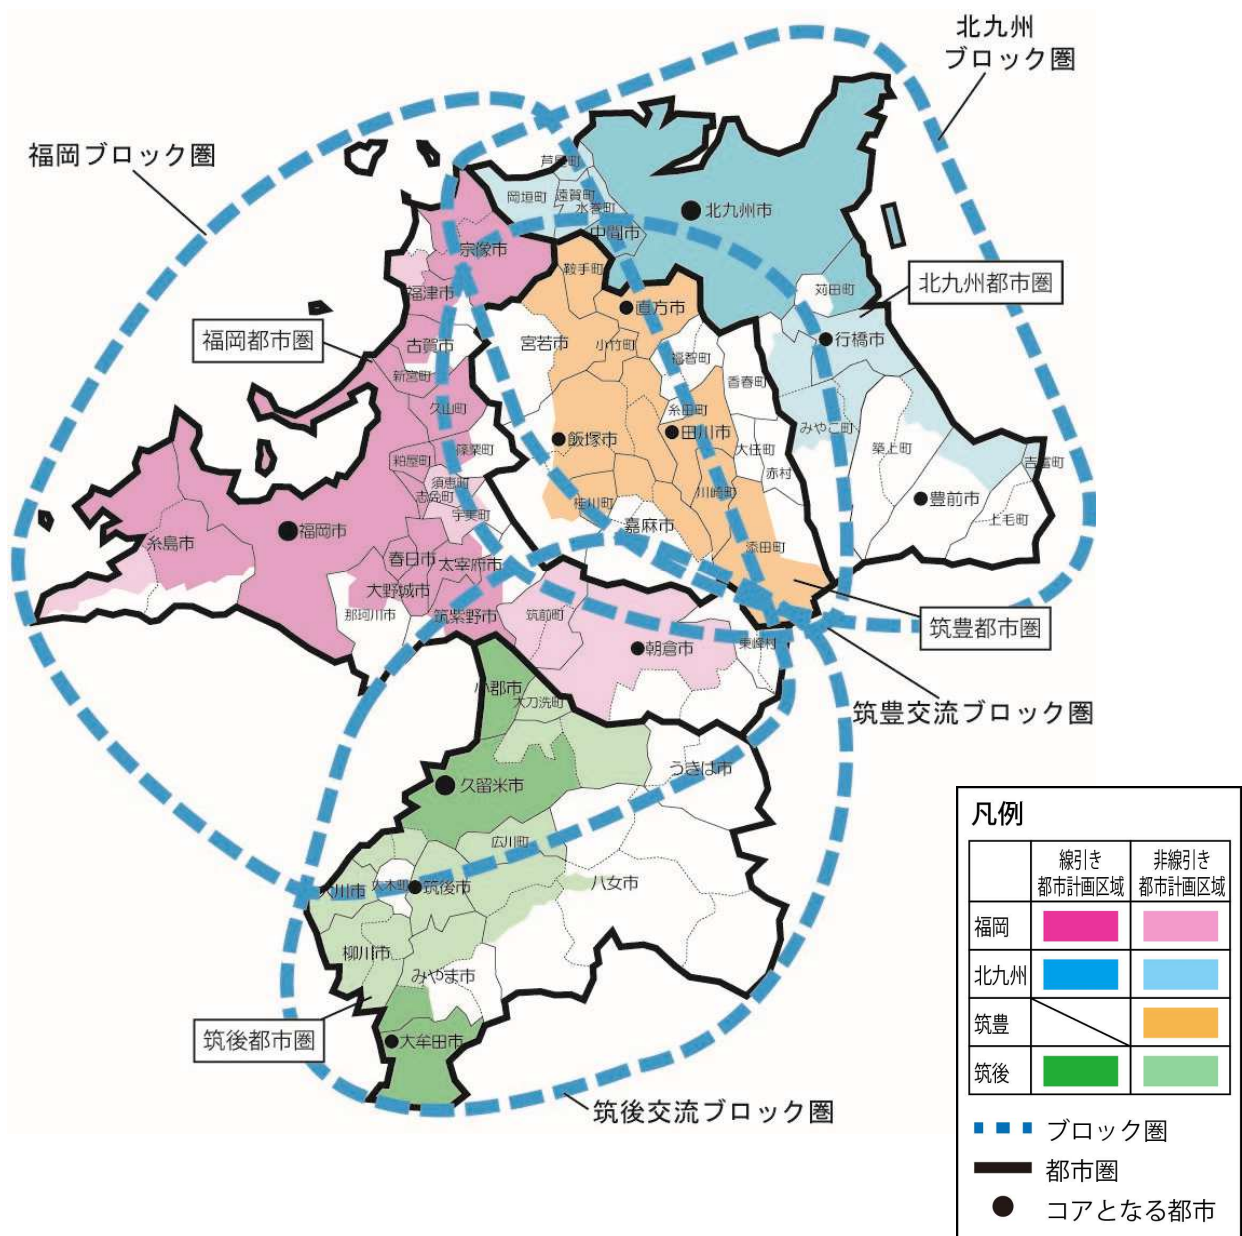 北九州
ブロック圏
福岡ブロック圏
芦屋町
岡垣町
遠賀町
水巻町
北九州市
中間市
宗像市
鞍手町
北九州都市圏
苅田町
福津市
直方市
福岡都市圏
古賀市
宮若市
小竹町
行橋市
福智町
新宮町
香春町
久山町
糸田町
みやこ町
飯塚市
田川市
篠栗町
大任町
築上町
粕屋町
赤村
吉富町
須恵町
志免町
川崎町
豊前市
桂川町
宇美町
嘉麻市
上毛町
福岡市
糸島市
添田町
春日市
太宰府市
大野城市
那珂川市
筑紫野市
筑前町
筑豊都市圏
朝倉市
東峰村
小郡市
大刀洗町
筑豊交流ブロック圏
うきは市
久留米市
広川町
大川市
大木町
筑後市
八女市
柳川市
みやま市
筑後都市圏
大牟田市
筑後交流ブロック圏
凡例
線引き
都市計画区域
非線引き
都市計画区域
福岡
北九州
筑豊
筑後
ブロック圏
都市圏
コアとなる都市